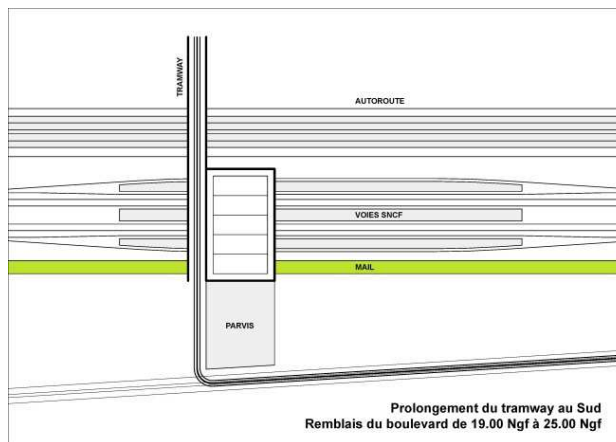 TRAMWAY
AUTOROUTE
VOIES SNCF
MAIL
PARVIS
Prolongement du tramway au Sud
Remblais du boulevard de 19.00 Ngf à 25.00 Ngf